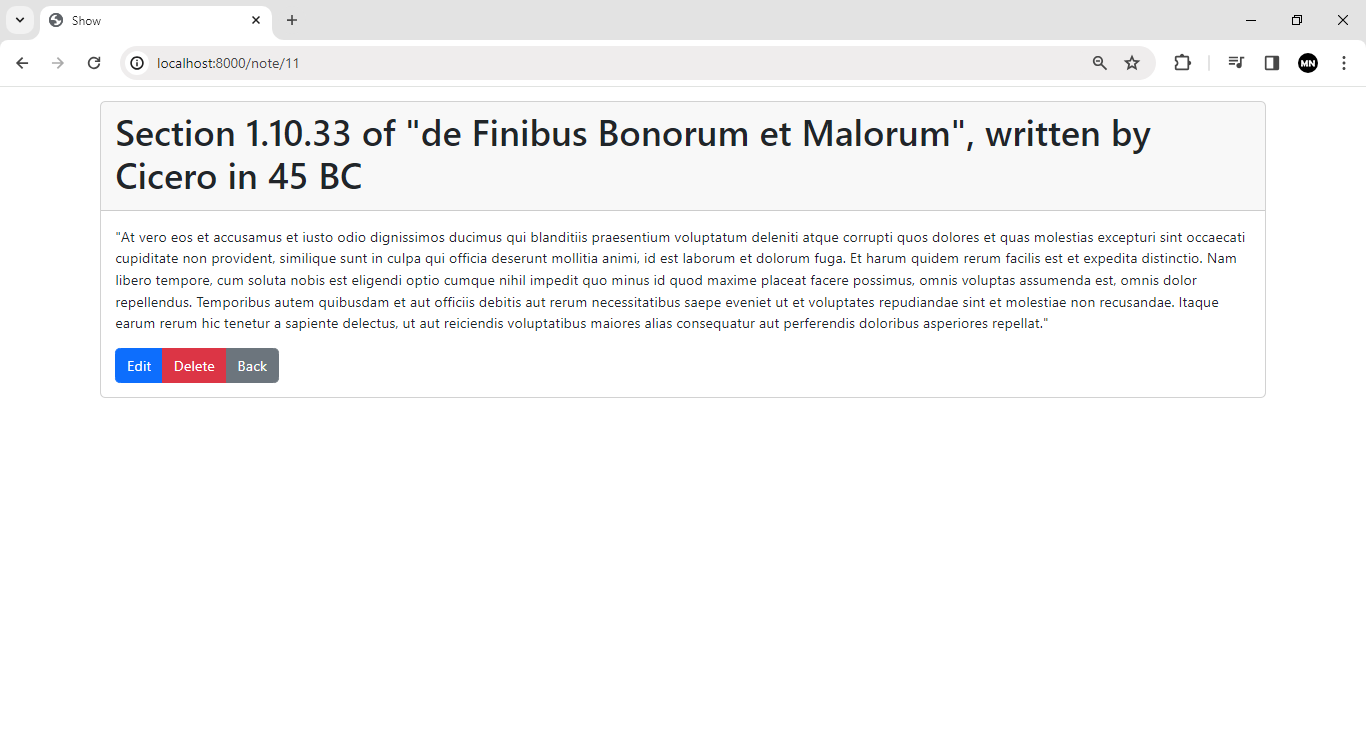 Show
localhost:8000/note/11
MN
Section 1.10.33 of "de Finibus Bonorum et Malorum", written by
Cicero in 45 BC
"At vero eos et accusamus et iusto odio dignissimos ducimus qui blanditiis praesentium voluptatum deleniti atque corrupti quos dolores et quas molestias excepturi sint occaecati
cupiditate non provident, similique sunt in culpa qui officia deserunt mollitia animi, id est laborum et dolorum fuga. Et harum quidem rerum facilis est et expedita distinctio. Nam
libero tempore, cum soluta nobis est eligendi optio cumque nihil impedit quo minus id quod maxime placeat facere possimus, omnis voluptas assumenda est, omnis dolor
repellendus. Temporibus autem quibusdam et aut officiis debitis aut rerum necessitatibus saepe eveniet ut et voluptates repudiandae sint et molestiae non recusandae. Itaque
earum rerum hic tenetur a sapiente delectus, ut aut reiciendis voluptatibus maiores alias consequatur aut perferendis doloribus asperiores repellat."
Edit Delete Back